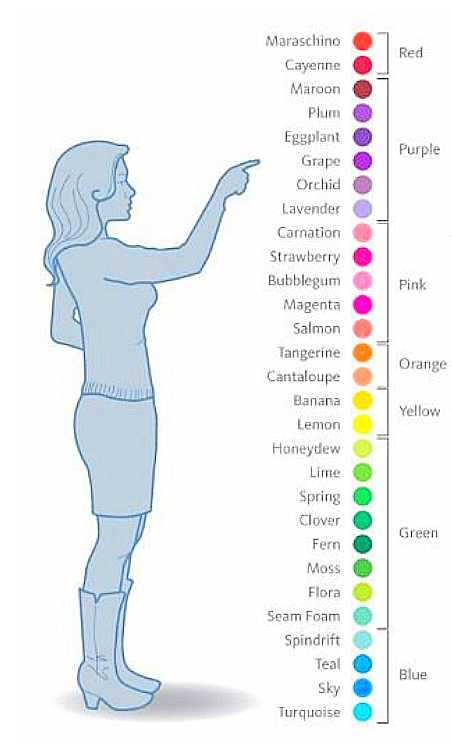 Maraschino
Cayenne
Red
Maroon
Plum
Eggplant
Grape
Orchid
Lavender
Purple
Carnation
Strawberry
Bubblegum
Magenta
Salmon
Pink
Tangerine
Cantaloupe
Orange
Banana
Lemon
Yellow
Honeydew
Lime
Spring
Clover
Fern
Moss
Flora
Seam Foam
Green
Spindrift
Teal
Sky
Turquoise
Blue